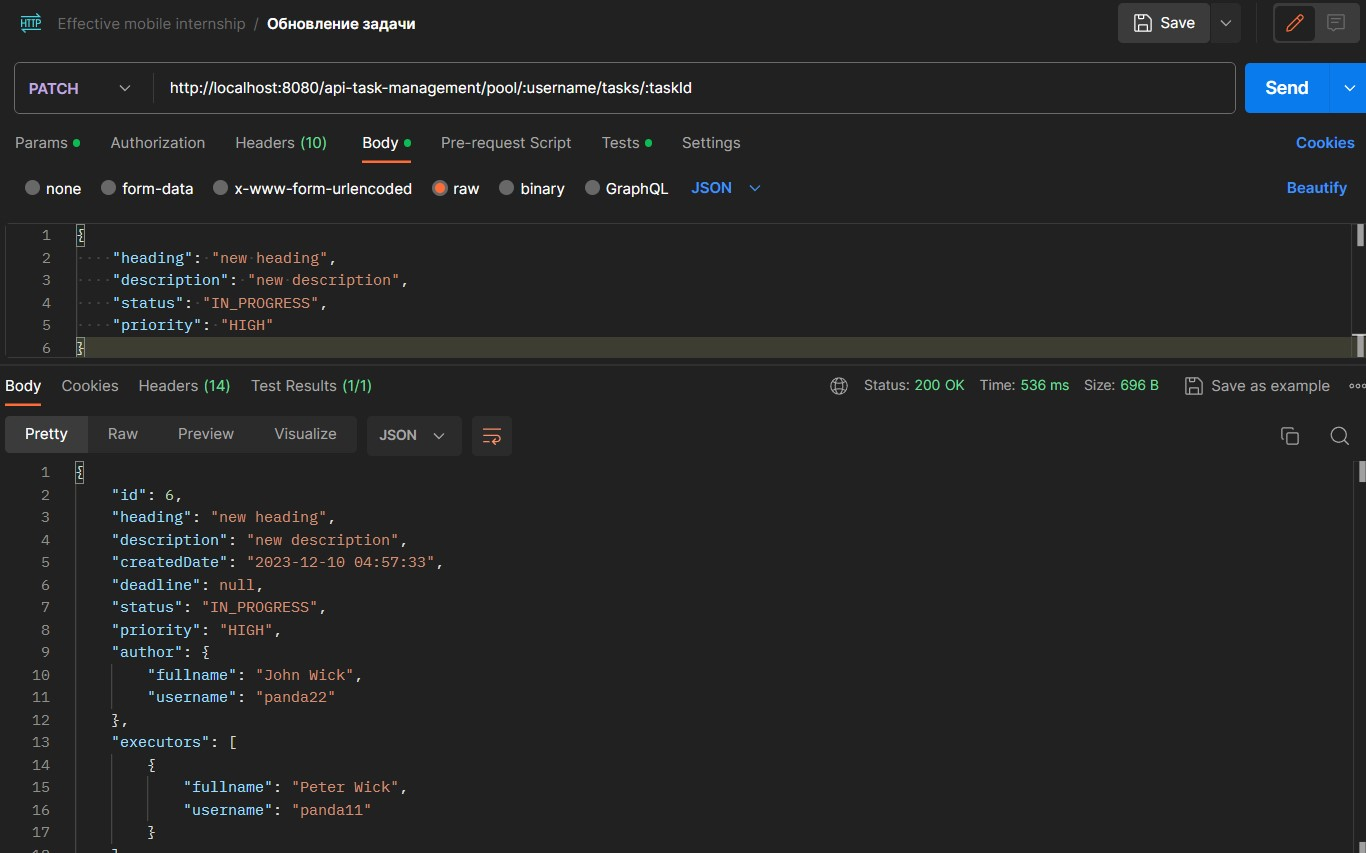 HTTP Effective mobile internship / Обновление задачи Save
PATCH http://localhost:8080/api-task-management/pool/:username/tasks/:taskId Send
Params Authorization Headers (10) Body Pre-request Script Tests Settings Cookies
none form-data x-www-form-urlencoded raw binary GraphQL JSON Beautify
1 {
2 "heading": "new heading",
3 "description": "new description",
4 "status": "IN_PROGRESS",
5 "priority": "HIGH"
6 }
Body Cookies Headers (14) Test Results (1/1) Status: 200 OK Time: 536 ms Size: 696 B Save as example
Pretty Raw Preview Visualize JSON
1 {
2 "id": 6,
3 "heading": "new heading",
4 "description": "new description",
5 "createdDate": "2023-12-10 04:57:33",
6 "deadline": null,
7 "status": "IN_PROGRESS",
8 "priority": "HIGH",
9 "author": {
10 "fullname": "John Wick",
11 "username": "panda22"
12 },
13 "executors": [
14 {
15 "fullname": "Peter Wick",
16 "username": "panda11"
17 }